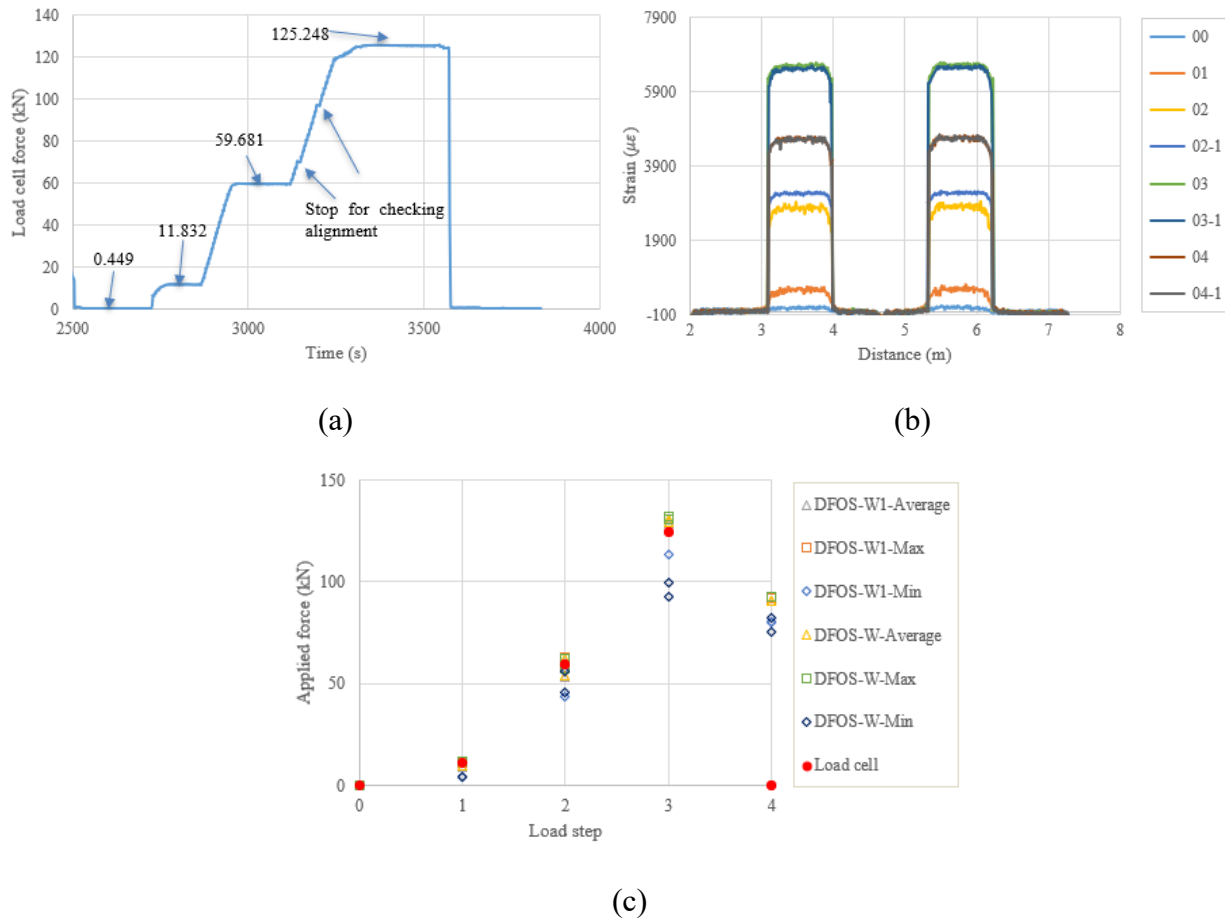 140
120
100
80
60
40
20
0
Load cell force (kN)
125.248
59.681
11.832
0.449
Stop for checking
alignment
2500
3000
3500
4000
Time (s)
(a)
7900
5900
3900
1900
-100
Strain (με)
2
3
4
5
6
7
8
Distance (m)
00
01
02
02-1
03
03-1
04
04-1
(b)
150
100
50
0
Applied force (kN)
0
1
2
3
4
Load step
DFOS-W1-Average
DFOS-W1-Max
DFOS-W1-Min
DFOS-W-Average
DFOS-W-Max
DFOS-W-Min
Load cell
(c)